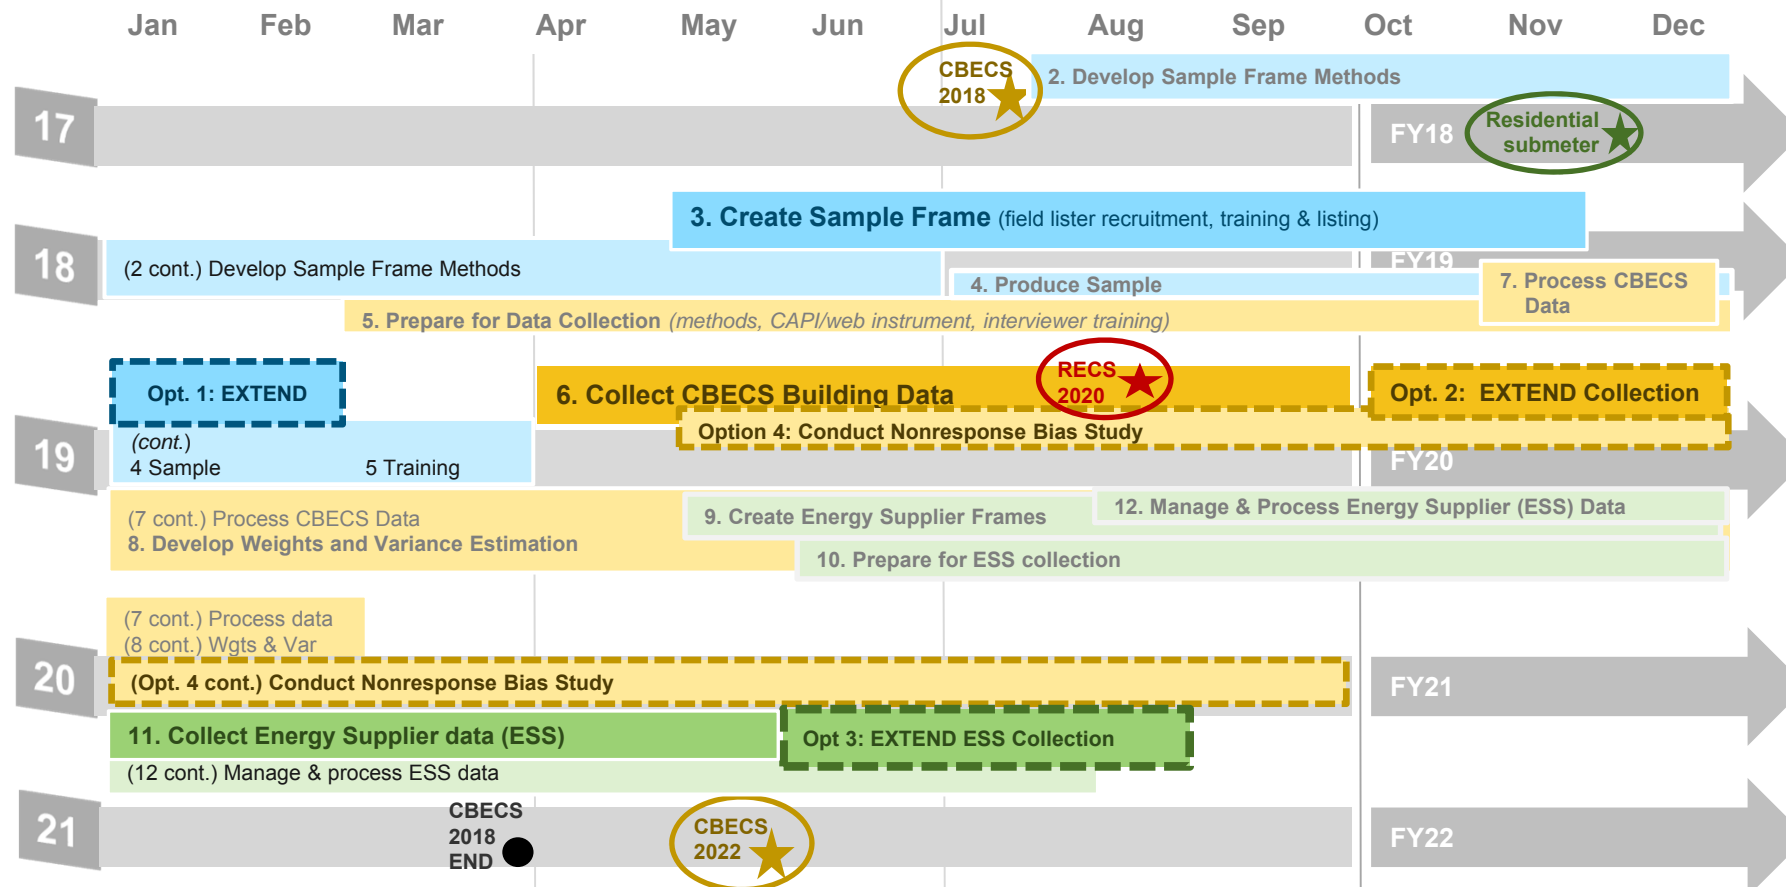 Jan Feb Mar Apr May Jun Jul Aug Sep Oct Nov Dec
17
CBECS
2018
2. Develop Sample Frame Methods
FY18
Residential
submeter
18
3. Create Sample Frame (field lister recruitment, training & listing)
(2 cont.) Develop Sample Frame Methods
FY19
4. Produce Sample
7. Process CBECS
Data
5. Prepare for Data Collection (methods, CAPI/web instrument, interviewer training)
19
Opt. 1: EXTEND
6. Collect CBECS Building Data
RECS
2020
Opt. 2: EXTEND Collection
Option 4: Conduct Nonresponse Bias Study
(cont.)
4 Sample 5 Training
FY20
(7 cont.) Process CBECS Data
8. Develop Weights and Variance Estimation
9. Create Energy Supplier Frames
12. Manage & Process Energy Supplier (ESS) Data
10. Prepare for ESS collection
20
(7 cont.) Process data
(8 cont.) Wgts & Var
(Opt. 4 cont.) Conduct Nonresponse Bias Study
FY21
11. Collect Energy Supplier data (ESS)
Opt 3: EXTEND ESS Collection
(12 cont.) Manage & process ESS data
21
CBECS
2018
END
CBECS
2022
FY22